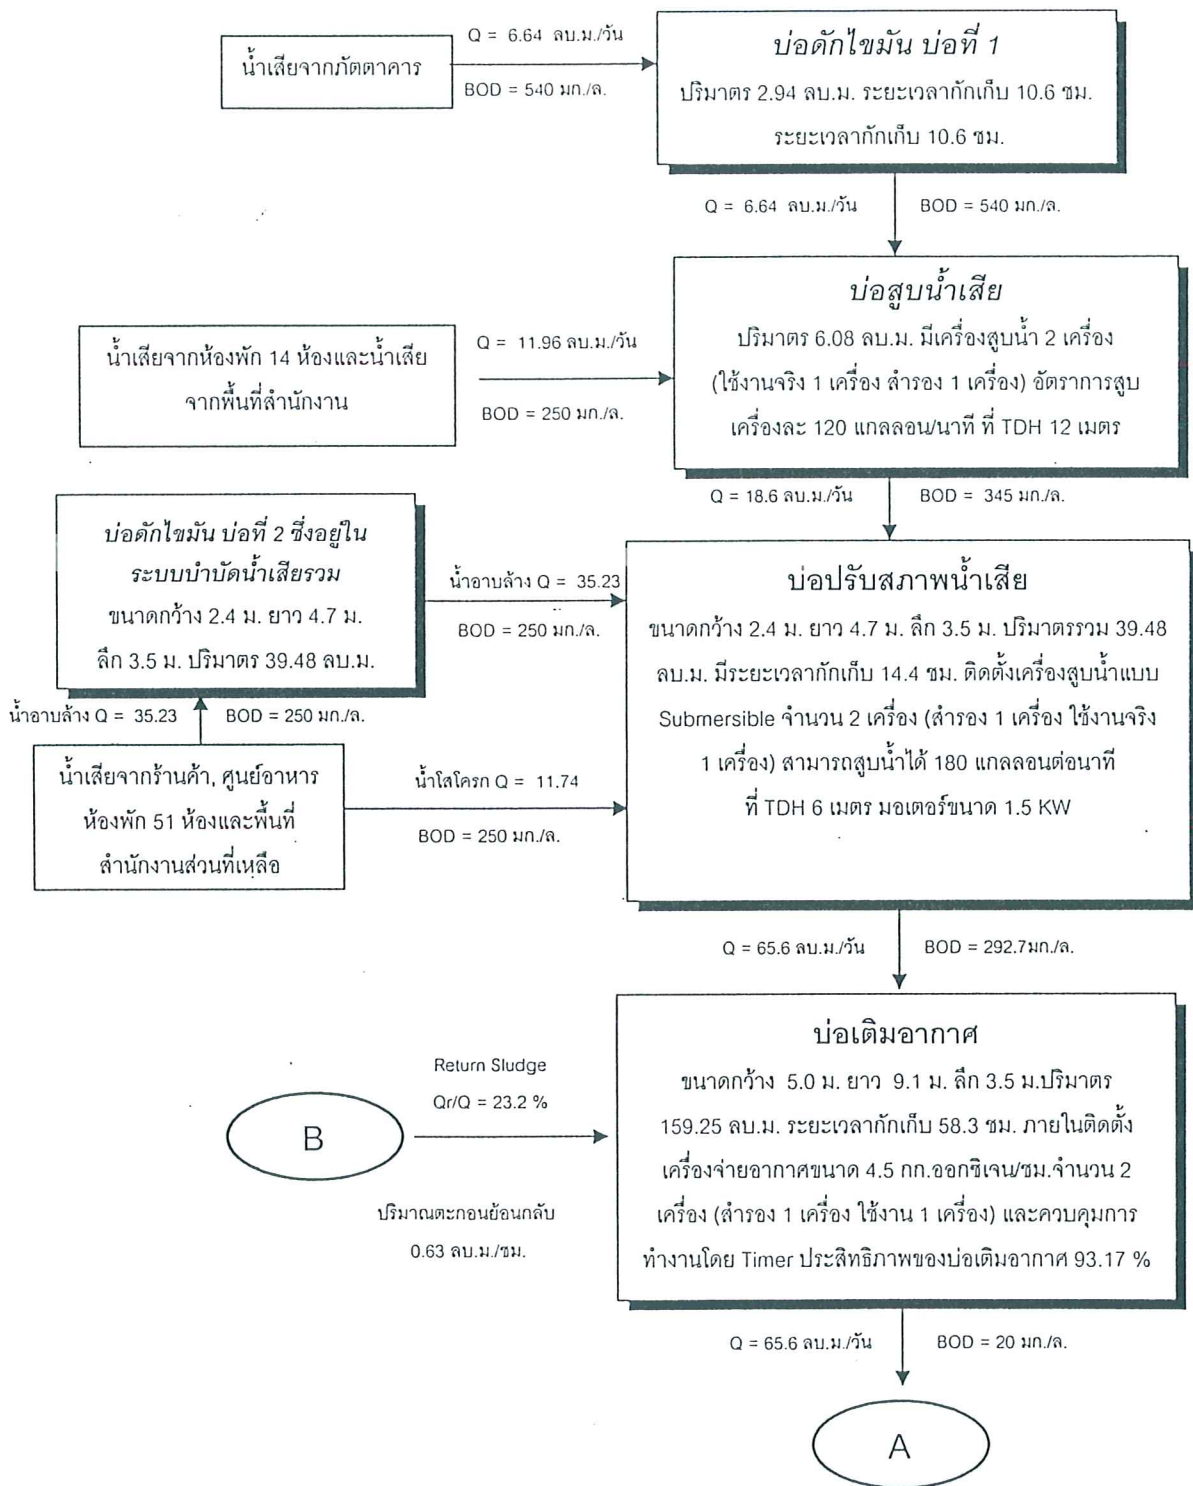 น้ำเสียจากภัตตาคาร
Q = 6.64 ลบ.ม./วัน
BOD = 540 มก./ล.
บ่อดักไขมัน บ่อที่ 1
ปริมาตร 2.94 ลบ.ม. ระยะเวลากักเก็บ 10.6 ชม.
ระยะเวลากักเก็บ 10.6 ชม.
Q = 6.64 ลบ.ม./วัน
BOD = 540 มก./ล.
น้ำเสียจากห้องพัก 14 ห้องและน้ำเสีย
จากพื้นที่สำนักงาน
Q = 11.96 ลบ.ม./วัน
BOD = 250 มก./ล.
บ่อสูบน้ำเสีย
ปริมาตร 6.08 ลบ.ม. มีเครื่องสูบน้ำ 2 เครื่อง
(ใช้งานจริง 1 เครื่อง สำรอง 1 เครื่อง) อัตราการสูบ
เครื่องละ 120 แกลลอน/นาที ที่ TDH 12 เมตร
Q = 18.6 ลบ.ม./วัน
BOD = 345 มก./ล.
บ่อดักไขมัน บ่อที่ 2 ซึ่งอยู่ใน
ระบบบำบัดน้ำเสียรวม
ขนาดกว้าง 2.4 ม. ยาว 4.7 ม.
ลึก 3.5 ม. ปริมาตร 39.48 ลบ.ม.
น้ำอาบล้าง Q = 35.23
BOD = 250 มก./ล.
น้ำอาบล้าง Q = 35.23
BOD = 250 มก./ล.
น้ำเสียจากร้านค้า, ศูนย์อาหาร
ห้องพัก 51 ห้องและพื้นที่
สำนักงานส่วนที่เหลือ
น้ำโสโครก Q = 11.74
BOD = 250 มก./ล.
บ่อปรับสภาพน้ำเสีย
ขนาดกว้าง 2.4 ม. ยาว 4.7 ม. ลึก 3.5 ม. ปริมาตรรวม 39.48
ลบ.ม. มีระยะเวลากักเก็บ 14.4 ชม. ติดตั้งเครื่องสูบน้ำแบบ
Submersible จำนวน 2 เครื่อง (สำรอง 1 เครื่อง ใช้งานจริง
1 เครื่อง) สามารถสูบน้ำได้ 180 แกลลอนต่อนาที
ที่ TDH 6 เมตร มอเตอร์ขนาด 1.5 KW
Q = 65.6 ลบ.ม./วัน
BOD = 292.7มก./ล.
B
Return Sludge
Qr/Q = 23.2 %
ปริมาณตะกอนย้อนกลับ
0.63 ลบ.ม./ชม.
บ่อเติมอากาศ
ขนาดกว้าง 5.0 ม. ยาว 9.1 ม. ลึก 3.5 ม.ปริมาตร
159.25 ลบ.ม. ระยะเวลากักเก็บ 58.3 ชม. ภายในติดตั้ง
เครื่องจ่ายอากาศขนาด 4.5 กก.ออกซิเจน/ชม.จำนวน 2
เครื่อง (สำรอง 1 เครื่อง ใช้งาน 1 เครื่อง) และควบคุมการ
ทำงานโดย Timer ประสิทธิภาพของบ่อเติมอากาศ 93.17 %
Q = 65.6 ลบ.ม./วัน
BOD = 20 มก./ล.
A